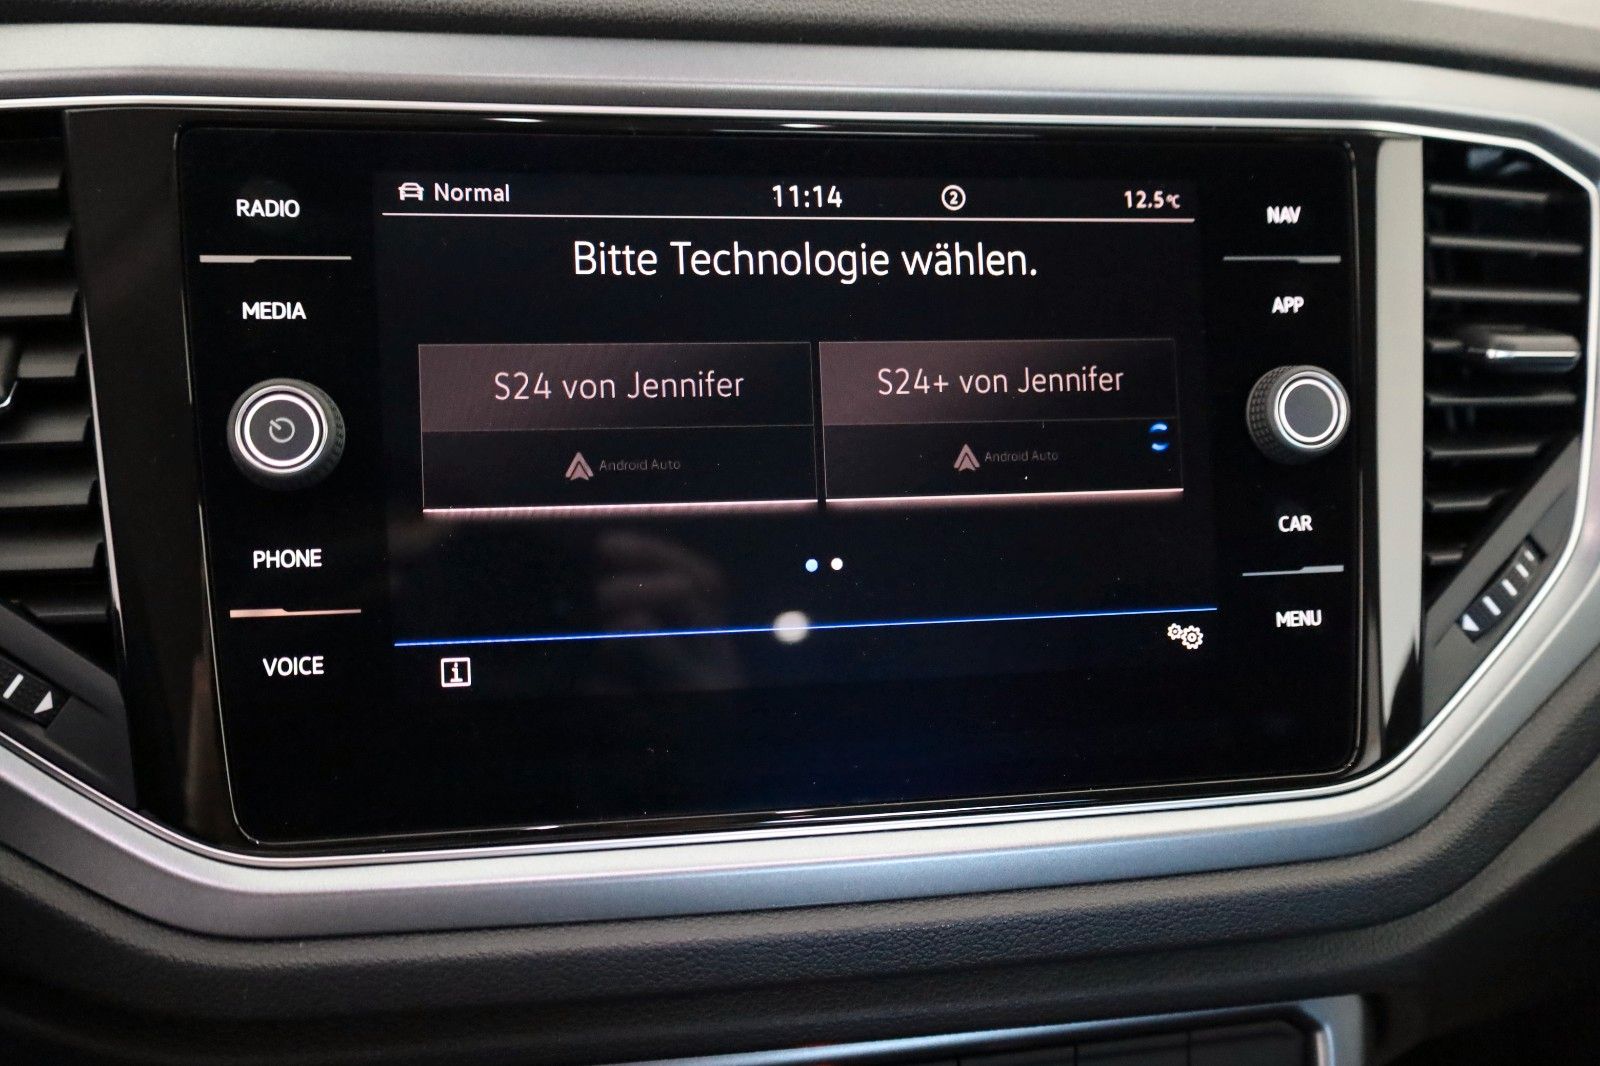 RADIO
MEDIA
PHONE
VOICE
Normal
11:14
2
12.5°C
Bitte Technologie wählen.
S24 von Jennifer
Android Auto
S24+ von Jennifer
Android Auto
i
NAV
APP
CAR
MENU